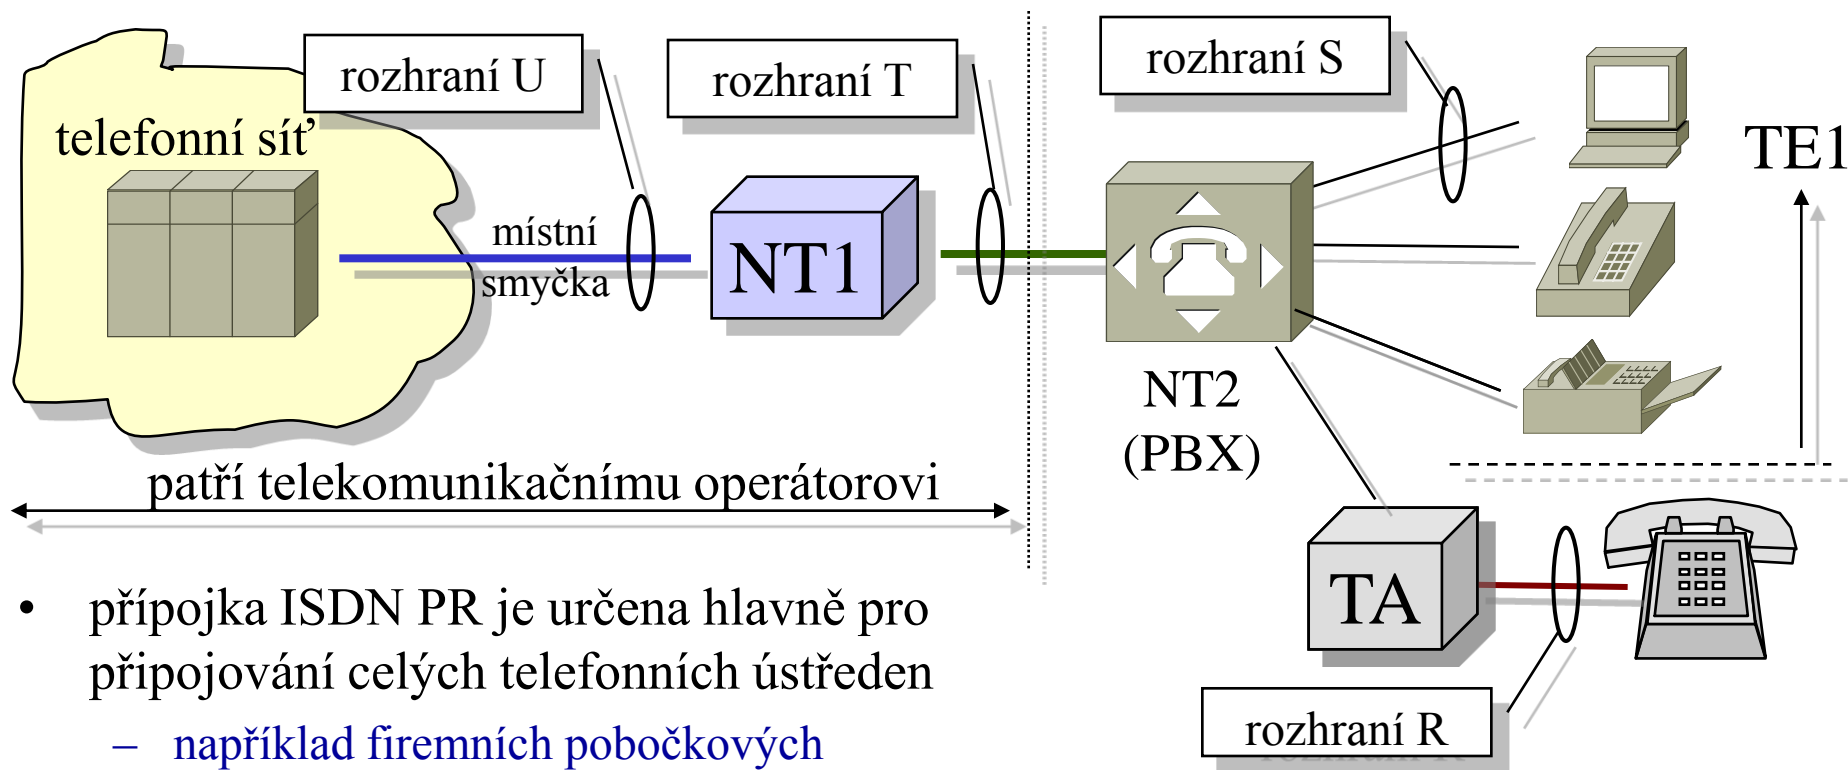 rozhraní U
rozhraní T
rozhraní S
telefonní síť
TE1
místní
smyčka
NT1
NT2
(PBX)
patří telekomunikačnímu operátorovi
TA
• přípojka ISDN PR je určena hlavně pro
připojování celých telefonních ústředen
– například firemních pobočkových
rozhraní R